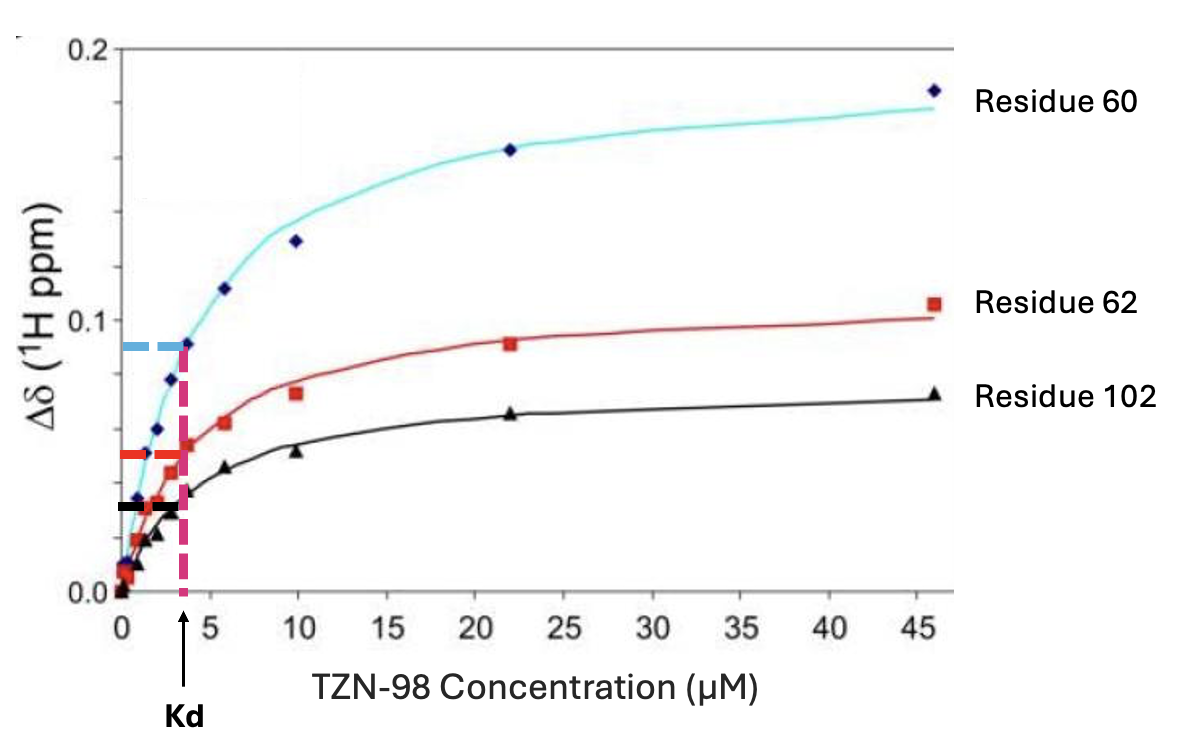 0.2
Residue 60
Δδ (¹H ppm)
0.1
Residue 62
Residue 102
0.0
0 5 10 15 20 25 30 35 40 45
TZN-98 Concentration (µM)
Kd